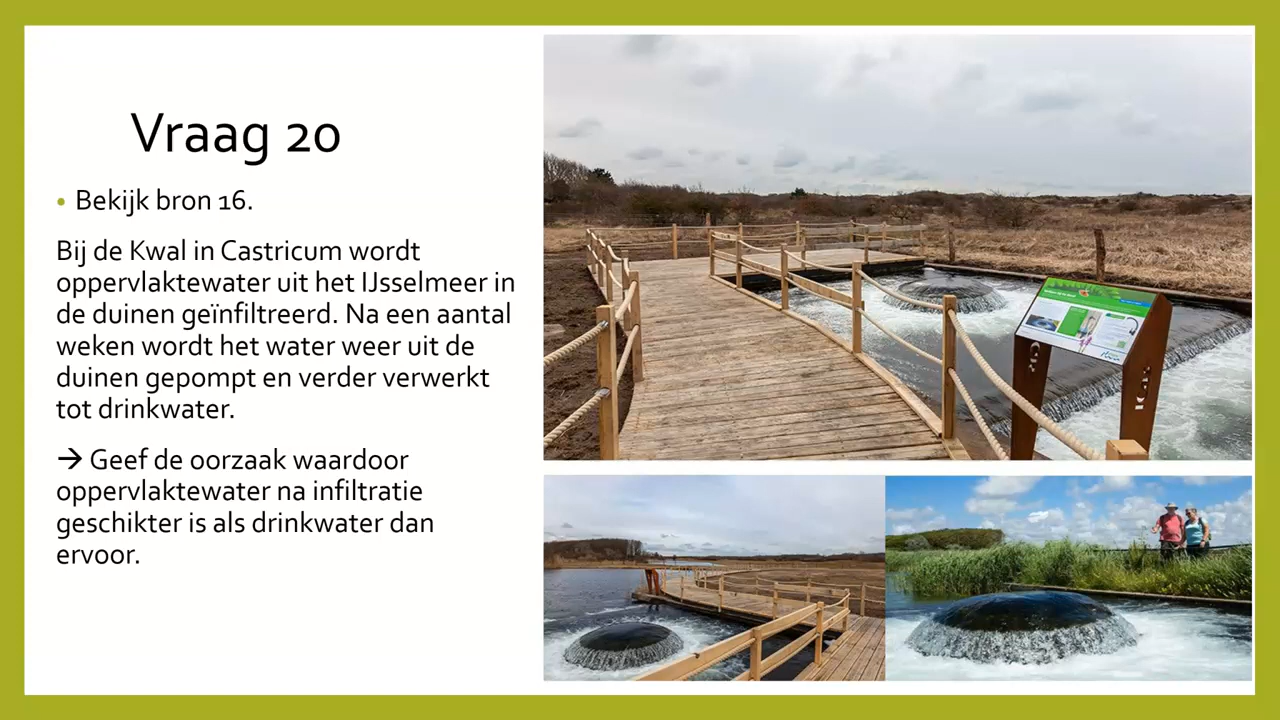 Vraag 20
• Bekijk bron 16.
Bij de Kwal in Castricum wordt
oppervlaktewater uit het IJsselmeer in
de duinen geïnfiltreerd. Na een aantal
weken wordt het water weer uit de
duinen gepompt en verder verwerkt
tot drinkwater.
→ Geef de oorzaak waardoor
oppervlaktewater na infiltratie
geschikter is als drinkwater dan
ervoor.